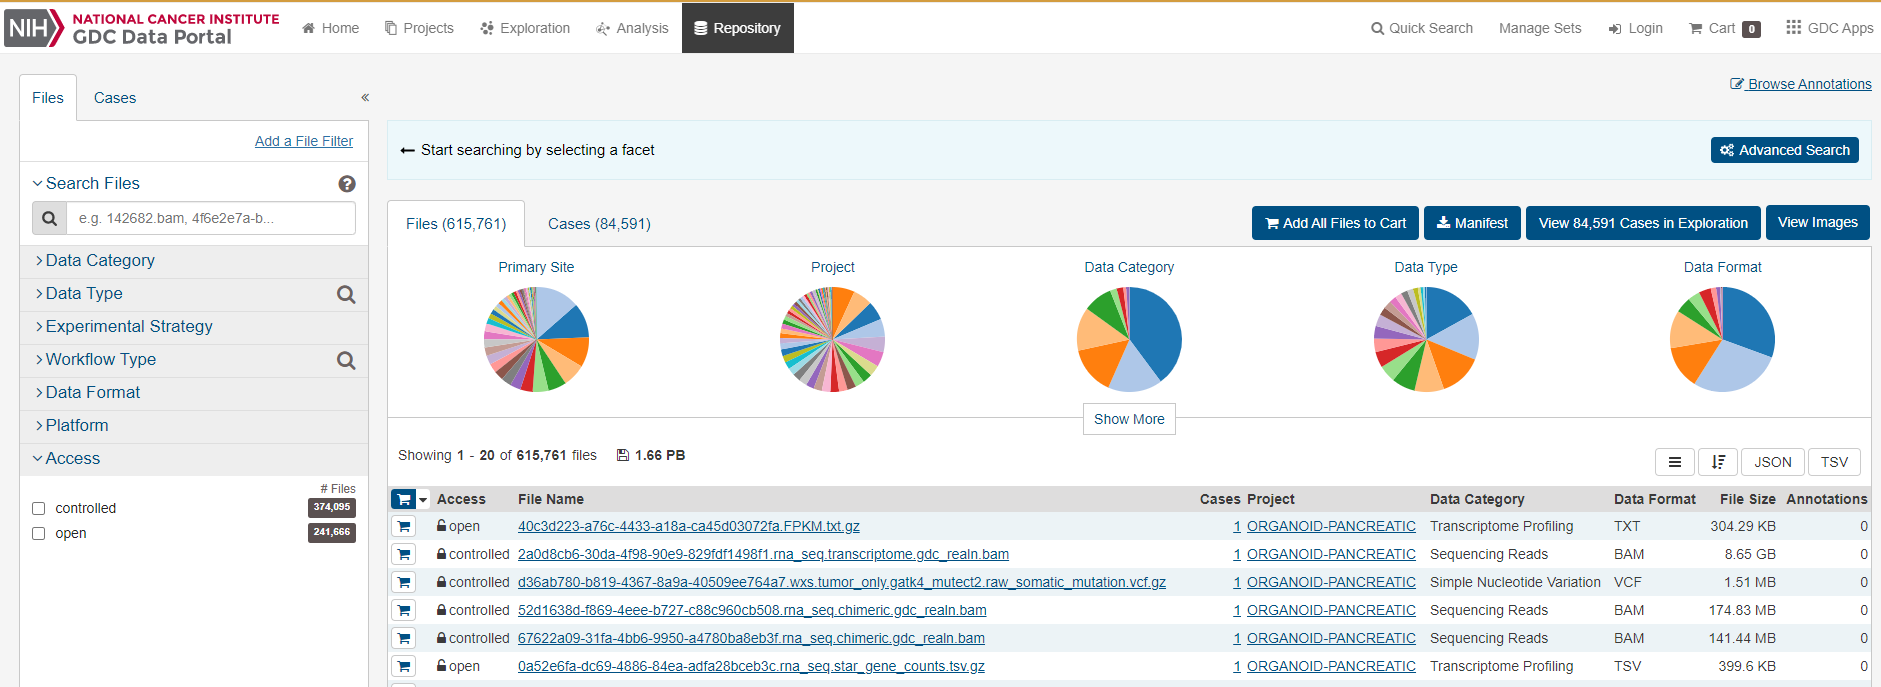 NIH NATIONAL CANCER INSTITUTE
GDC Data Portal
Home Projects Exploration Analysis Repository Quick Search Manage Sets Login Cart 0 GDC Apps
Files Cases «
Browse Annotations
Add a File Filter
Start searching by selecting a facet Advanced Search
Search Files
e.g. 142682.bam, 4f6e2e7a-b...
Data Category
Data Type
Experimental Strategy
Workflow Type
Data Format
Platform
Access
# Files
controlled 374,095
open 241,666
Files (615,761) Cases (84,591) Add All Files to Cart Manifest View 84,591 Cases in Exploration View Images
Primary Site Project Data Category Data Type Data Format
Show More
Showing 1 - 20 of 615,761 files 1.66 PB
JSON TSV
Access File Name Cases Project Data Category Data Format File Size Annotations
open 40c3d223-a76c-4433-a18a-ca45d03072fa.FPKM.txt.gz 1 ORGANOID-PANCREATIC Transcriptome Profiling TXT 304.29 KB 0
controlled 2a0d8cb6-30da-4f98-90e9-829fdf1498f1.rna_seq.transcriptome.gdc_realn.bam 1 ORGANOID-PANCREATIC Sequencing Reads BAM 8.65 GB 0
controlled d36ab780-b819-4367-8a9a-40509ee764a7.wxs.tumor_only.gatk4_mutect2.raw_somatic_mutation.vcf.gz 1 ORGANOID-PANCREATIC Simple Nucleotide Variation VCF 1.51 MB 0
controlled 52d1638d-f869-4eee-b727-c88c960cb508.rna_seq.chimeric.gdc_realn.bam 1 ORGANOID-PANCREATIC Sequencing Reads BAM 174.83 MB 0
controlled 67622a09-31fa-4bb6-9950-a4780ba8eb3f.rna_seq.chimeric.gdc_realn.bam 1 ORGANOID-PANCREATIC Sequencing Reads BAM 141.44 MB 0
open 0a52e6fa-dc69-4886-84ea-adfa28bceb3c.rna_seq.star_gene_counts.tsv.gz 1 ORGANOID-PANCREATIC Transcriptome Profiling TSV 399.6 KB 0